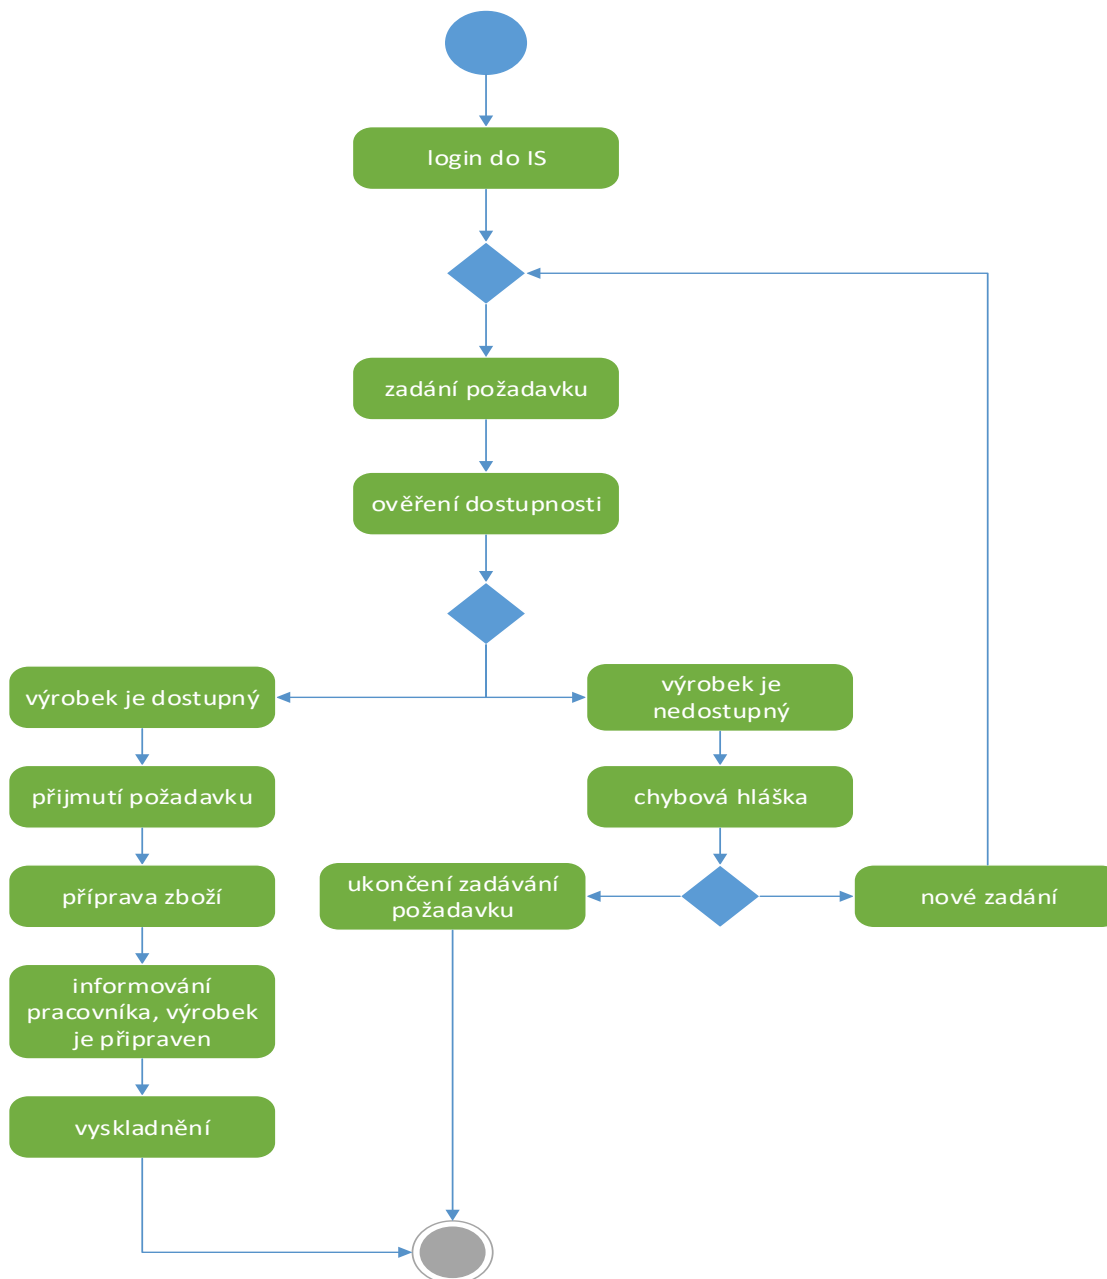 login do IS
zadání požadavku
ověření dostupnosti
výrobek je dostupný
výrobek je
nedostupný
přijmutí požadavku
chybová hláška
příprava zboží
ukončení zadávání
požadavku
nové zadání
informování
pracovníka, výrobek
je připraven
vyskladnění